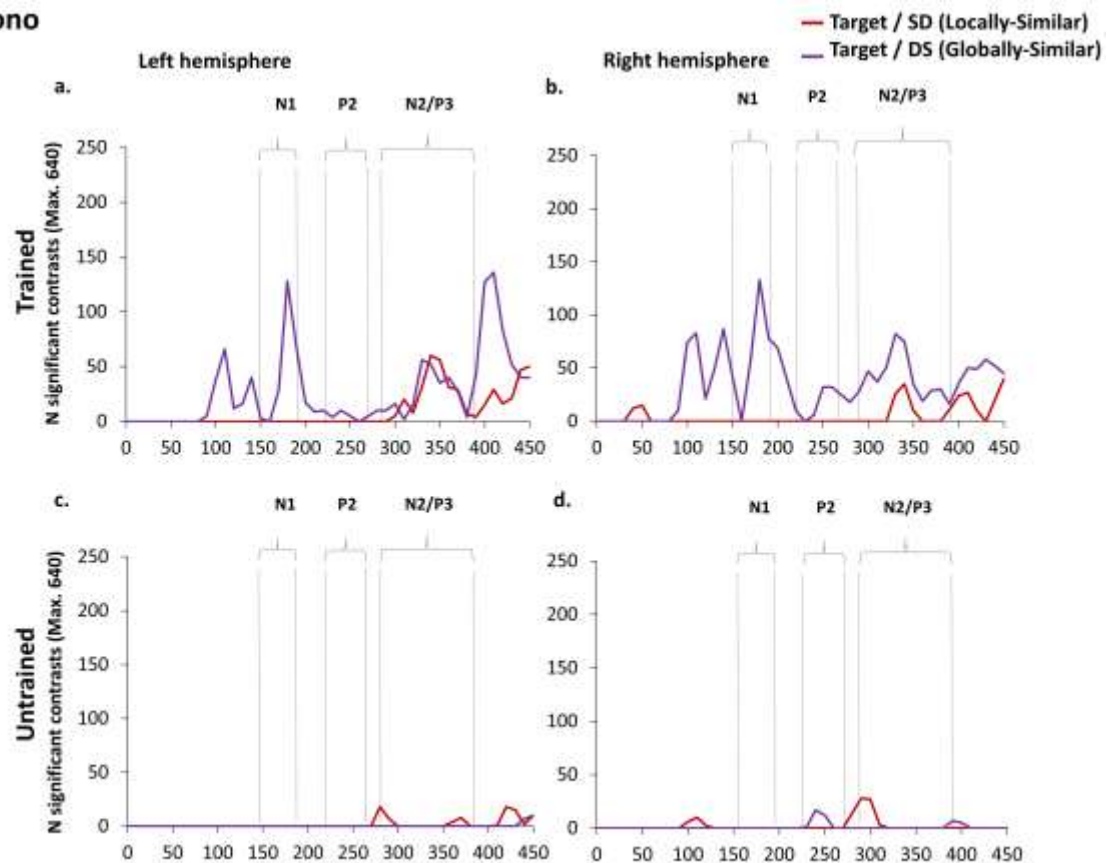 ono
Target / SD (Locally-Similar)
Target / DS (Globally-Similar)
Left hemisphere
Right hemisphere
a.
N1 P2 N2/P3
b.
N1 P2 N2/P3
Trained
N significant contrasts (Max. 640)
250
200
150
100
50
0
0 50 100 150 200 250 300 350 400 450
250
200
150
100
50
0
0 50 100 150 200 250 300 350 400 450
c.
N1 P2 N2/P3
d.
N1 P2 N2/P3
Untrained
N significant contrasts (Max. 640)
250
200
150
100
50
0
0 50 100 150 200 250 300 350 400 450
250
200
150
100
50
0
0 50 100 150 200 250 300 350 400 450